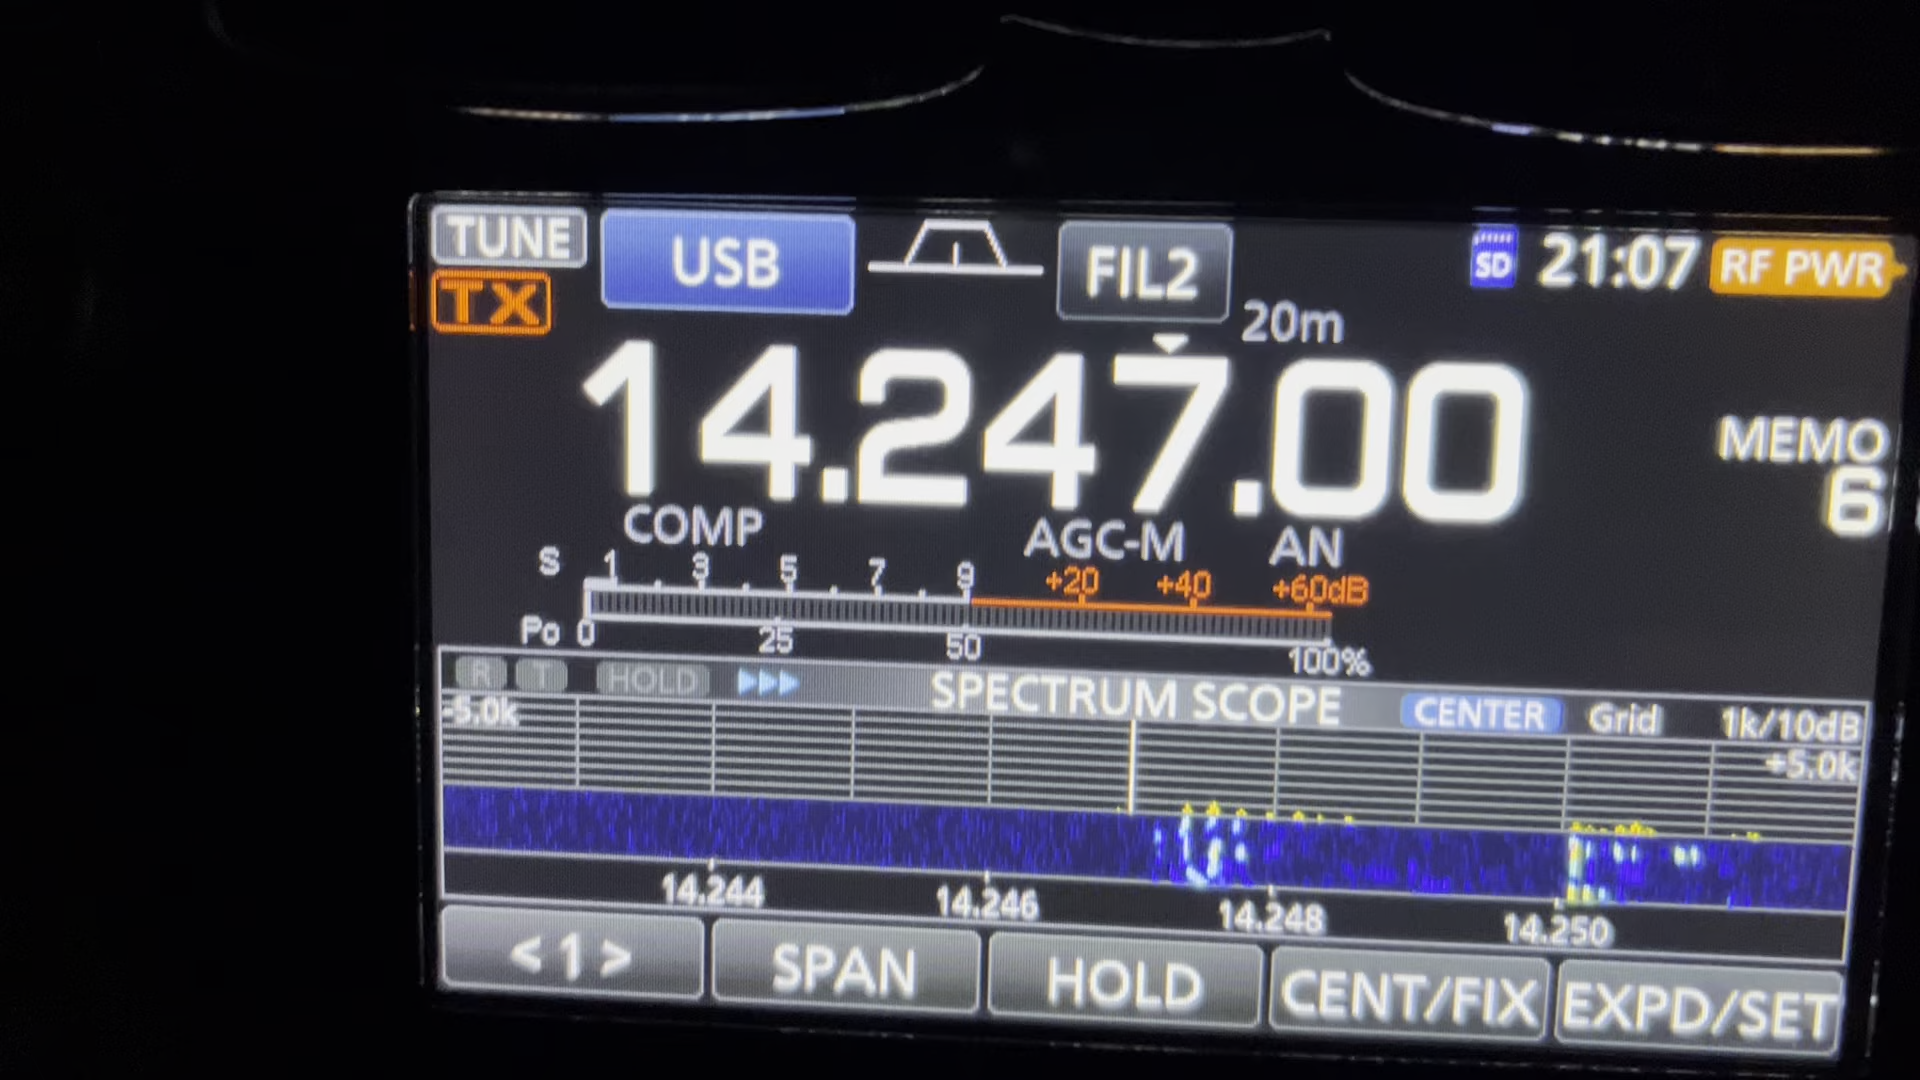 TUNE USB FIL2 SD 21:07 RF PWR
TX 20m
14.247.00
MEMO
6
COMP AGC-M AN
S 1 3 5 7 9 +20 +40 +60dB
Po 0 25 50 100%
R T HOLD SPECTRUM SCOPE CENTER Grid 1k/10dB
-5.0k +5.0k
14.244 14.246 14.248 14.250
<1> SPAN HOLD CENT/FIX EXPD/SET